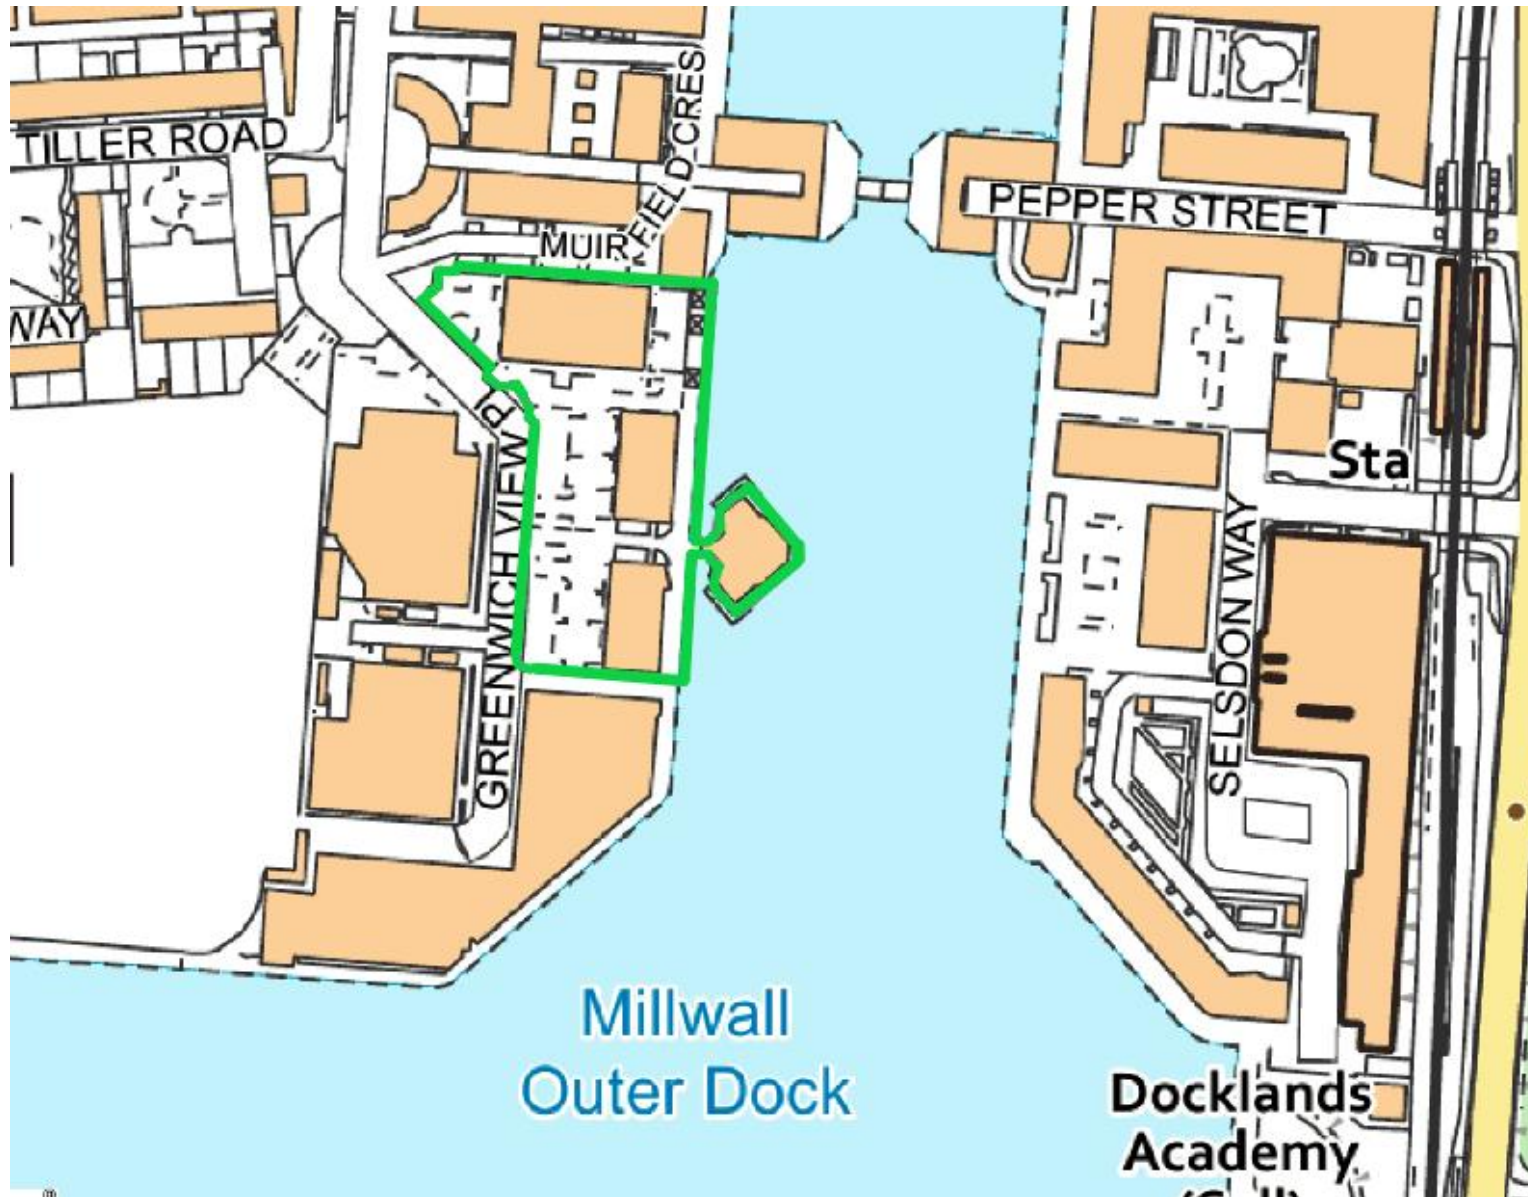 TILLER ROAD
FIELD CRES
MUIR
PEPPER STREET
WAY
PL
GREENWICH VIEW
Sta
SELSDON WAY
Millwall
Outer Dock
Docklands
Academy